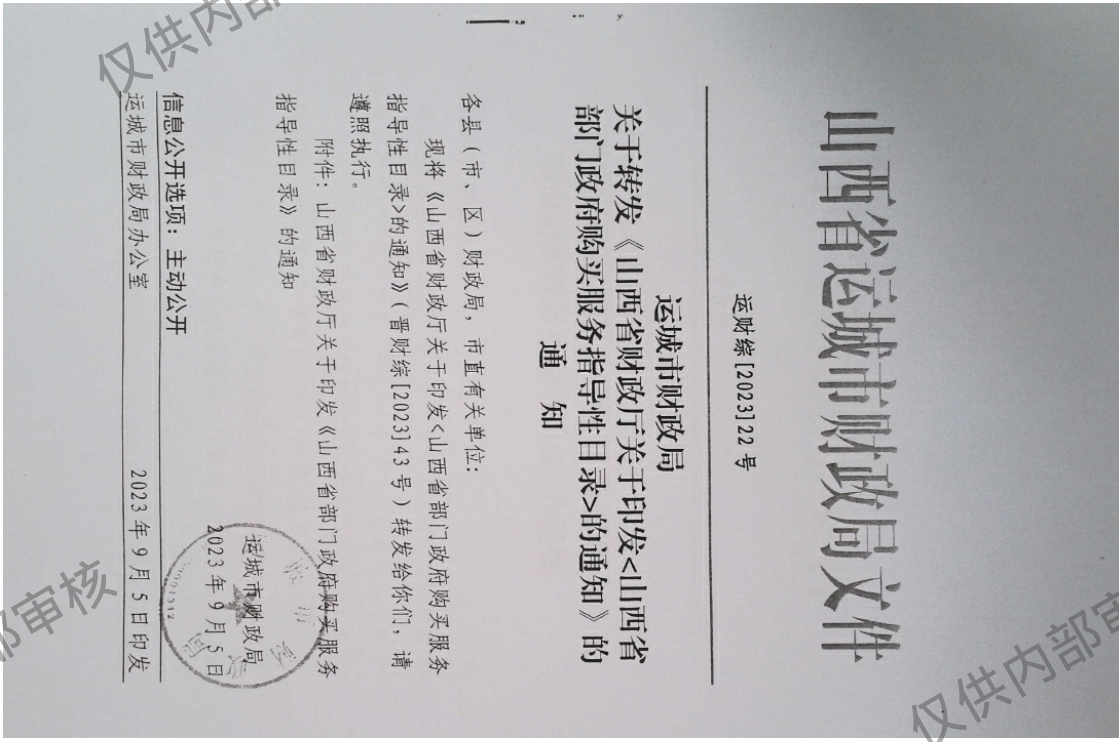 山西省运城市财政局文件
运财综[2023]22号
运城市财政局
关于转发《山西省财政厅关于印发<山西省
部门政府购买服务指导性目录>的通知》的
通 知
各县（市、区）财政局，市直有关单位：
现将《山西省财政厅关于印发<山西省部门政府购买服务
指导性目录>的通知》（晋财综[2023]43号）转发给你们，请
遵照执行。
附件：山西省财政厅关于印发《山西省部门政府购买服务
指导性目录》的通知
运城市财政局
2023年9月5日
信息公开选项：主动公开
运城市财政局办公室 2023年9月5日印发
仅供内部
部审核
仅供内部审